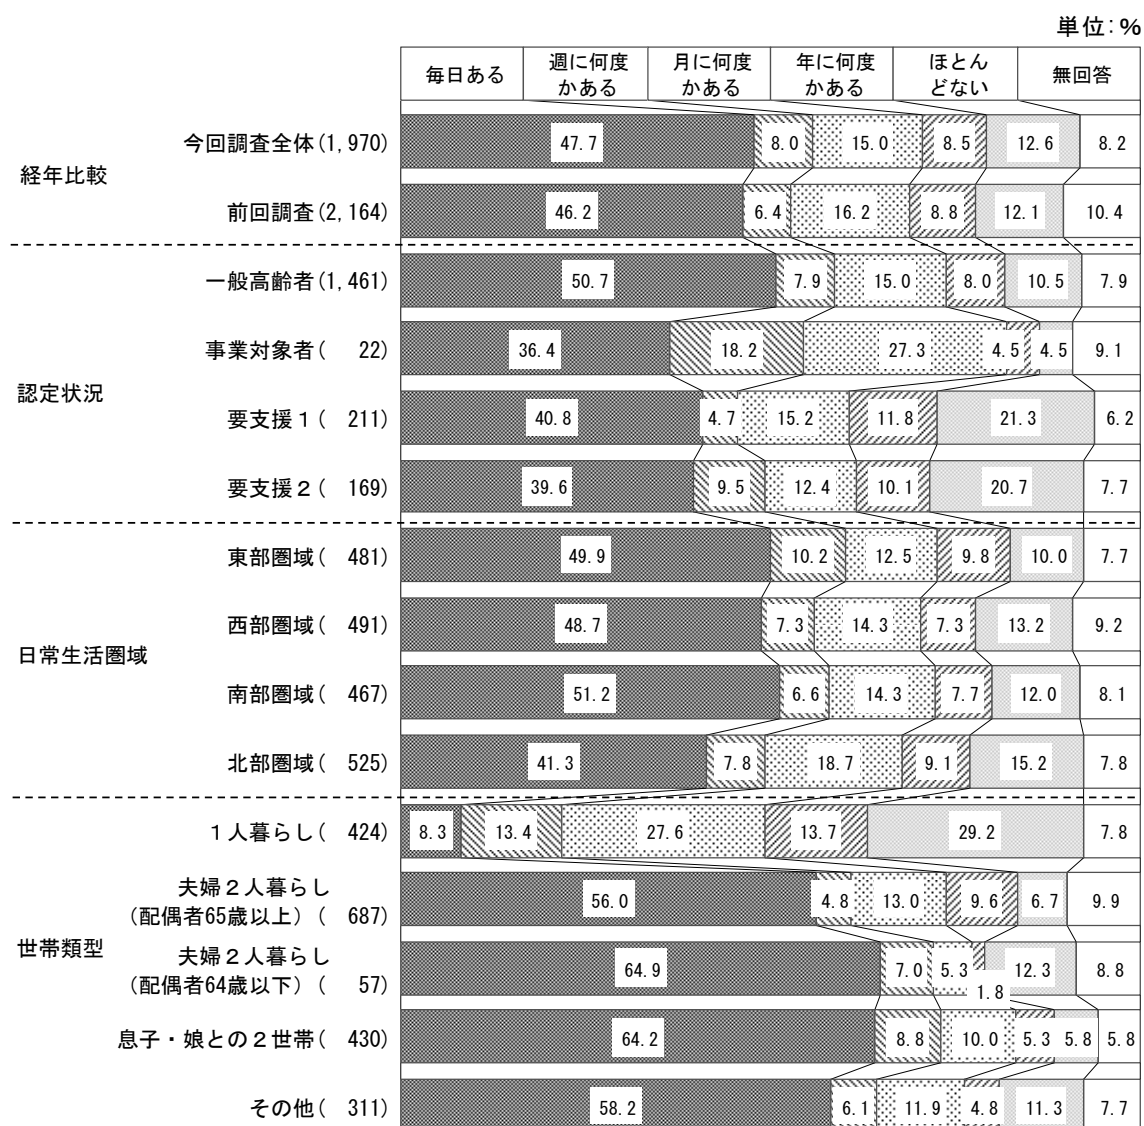 単位:%
毎日ある
週に何度
かある
月に何度
かある
年に何度
かある
ほとん
どない
無回答
経年比較
今回調査全体(1,970) 47.7 8.0 15.0 8.5 12.6 8.2
前回調査(2,164) 46.2 6.4 16.2 8.8 12.1 10.4
認定状況
一般高齢者(1,461) 50.7 7.9 15.0 8.0 10.5 7.9
事業対象者( 22) 36.4 18.2 27.3 4.5 4.5 9.1
要支援1( 211) 40.8 4.7 15.2 11.8 21.3 6.2
要支援2( 169) 39.6 9.5 12.4 10.1 20.7 7.7
日常生活圏域
東部圏域( 481) 49.9 10.2 12.5 9.8 10.0 7.7
西部圏域( 491) 48.7 7.3 14.3 7.3 13.2 9.2
南部圏域( 467) 51.2 6.6 14.3 7.7 12.0 8.1
北部圏域( 525) 41.3 7.8 18.7 9.1 15.2 7.8
世帯類型
1人暮らし( 424) 8.3 13.4 27.6 13.7 29.2 7.8
夫婦2人暮らし
(配偶者65歳以上)( 687) 56.0 4.8 13.0 9.6 6.7 9.9
夫婦2人暮らし
(配偶者64歳以下)( 57) 64.9 7.0 5.3 1.8 12.3 8.8
息子・娘との2世帯( 430) 64.2 8.8 10.0 5.3 5.8 5.8
その他( 311) 58.2 6.1 11.9 4.8 11.3 7.7